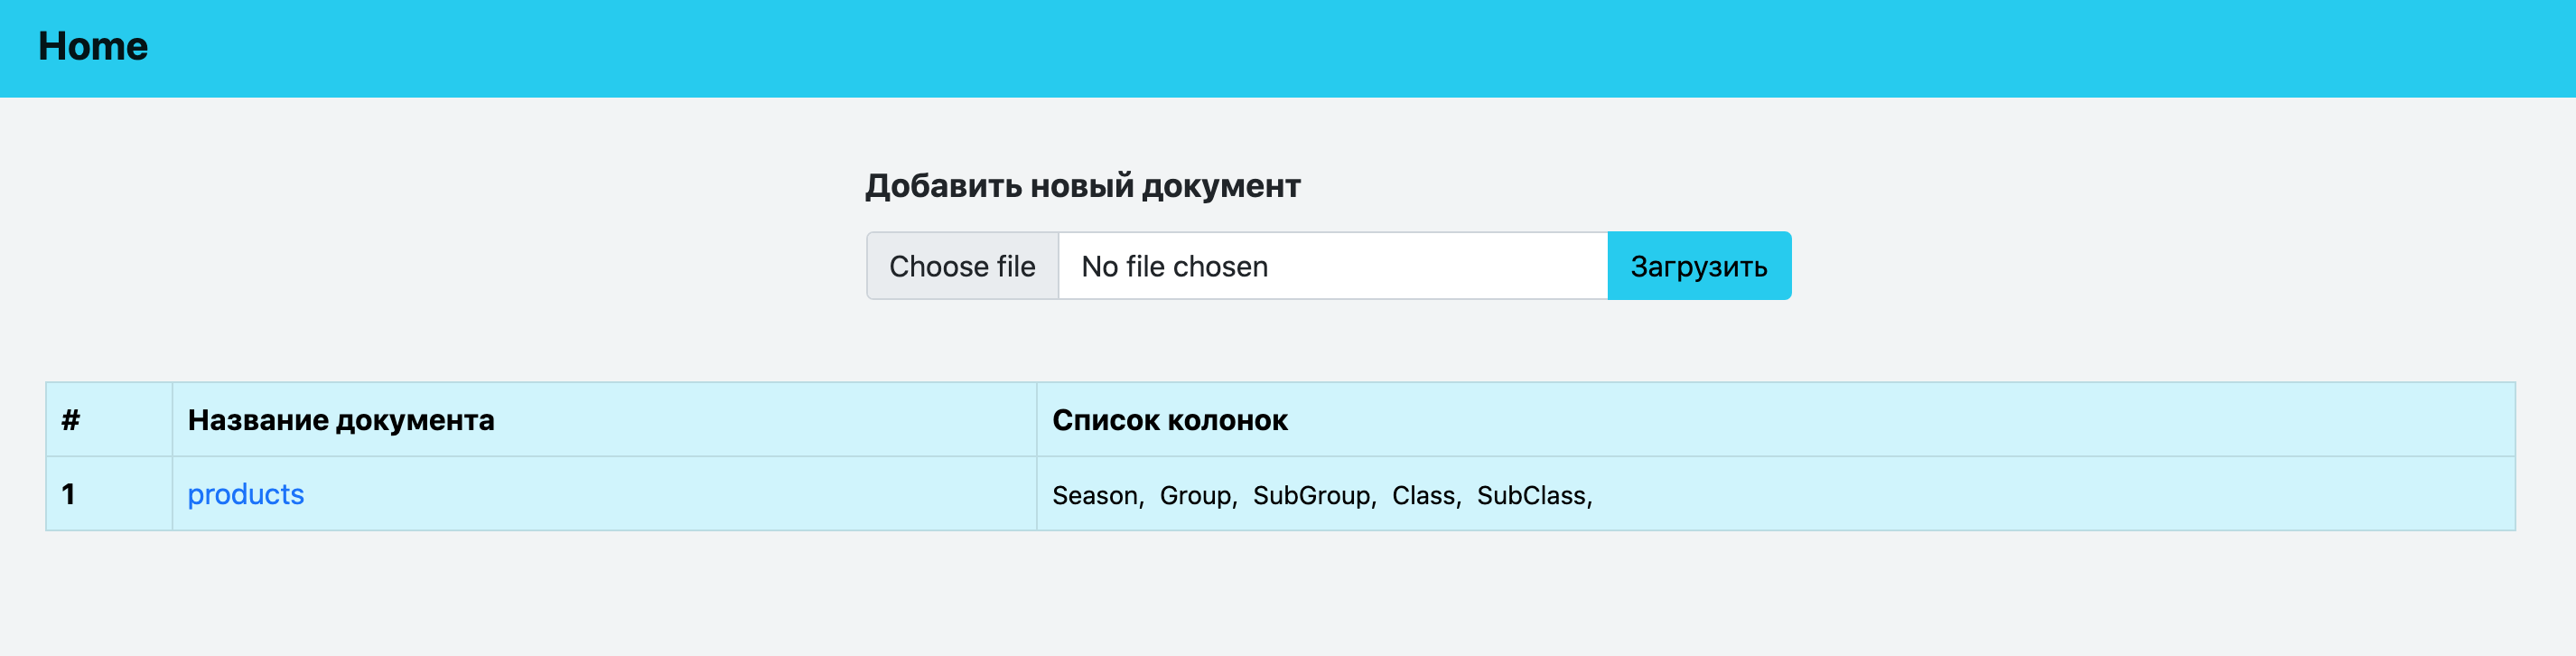 Home
Добавить новый документ
Choose file No file chosen Загрузить
# Название документа Список колонок
1 products Season, Group, SubGroup, Class, SubClass,